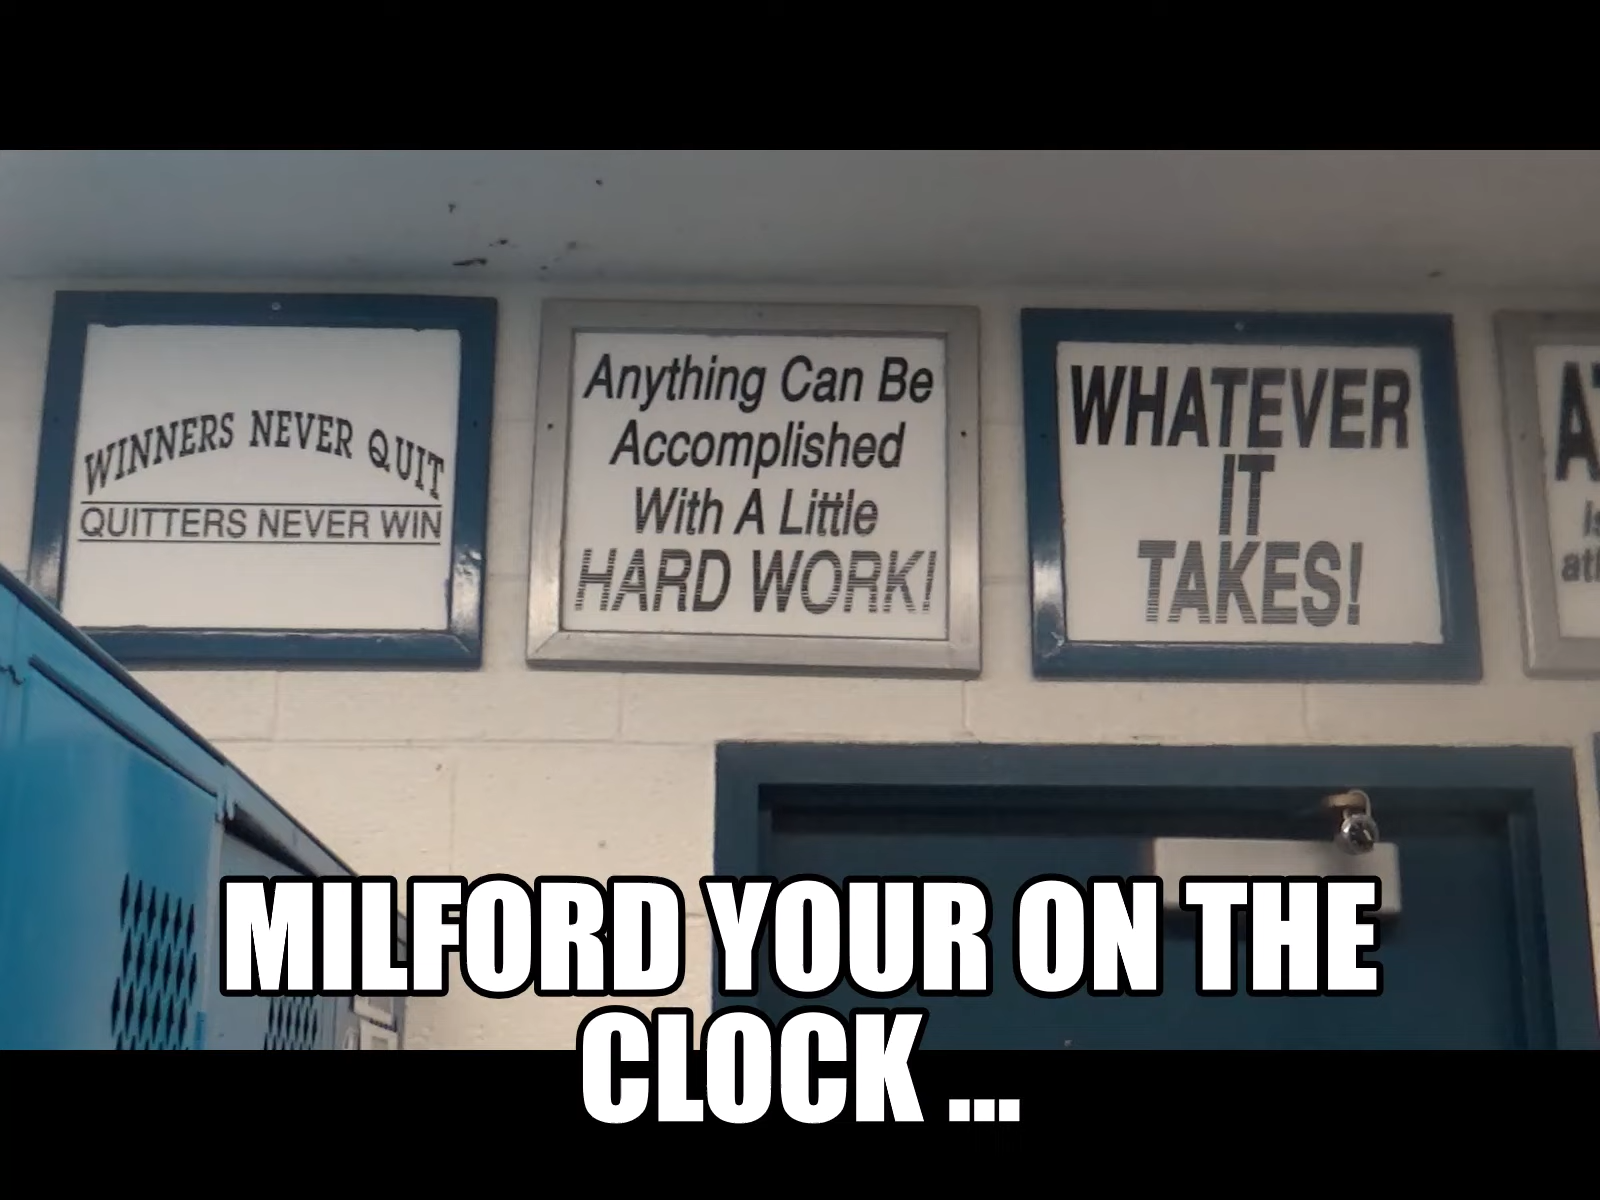 WINNERS NEVER QUIT
QUITTERS NEVER WIN
Anything Can Be
Accomplished
With A Little
HARD WORK!
WHATEVER
IT
TAKES!
MILFORD YOUR ON THE
CLOCK ...